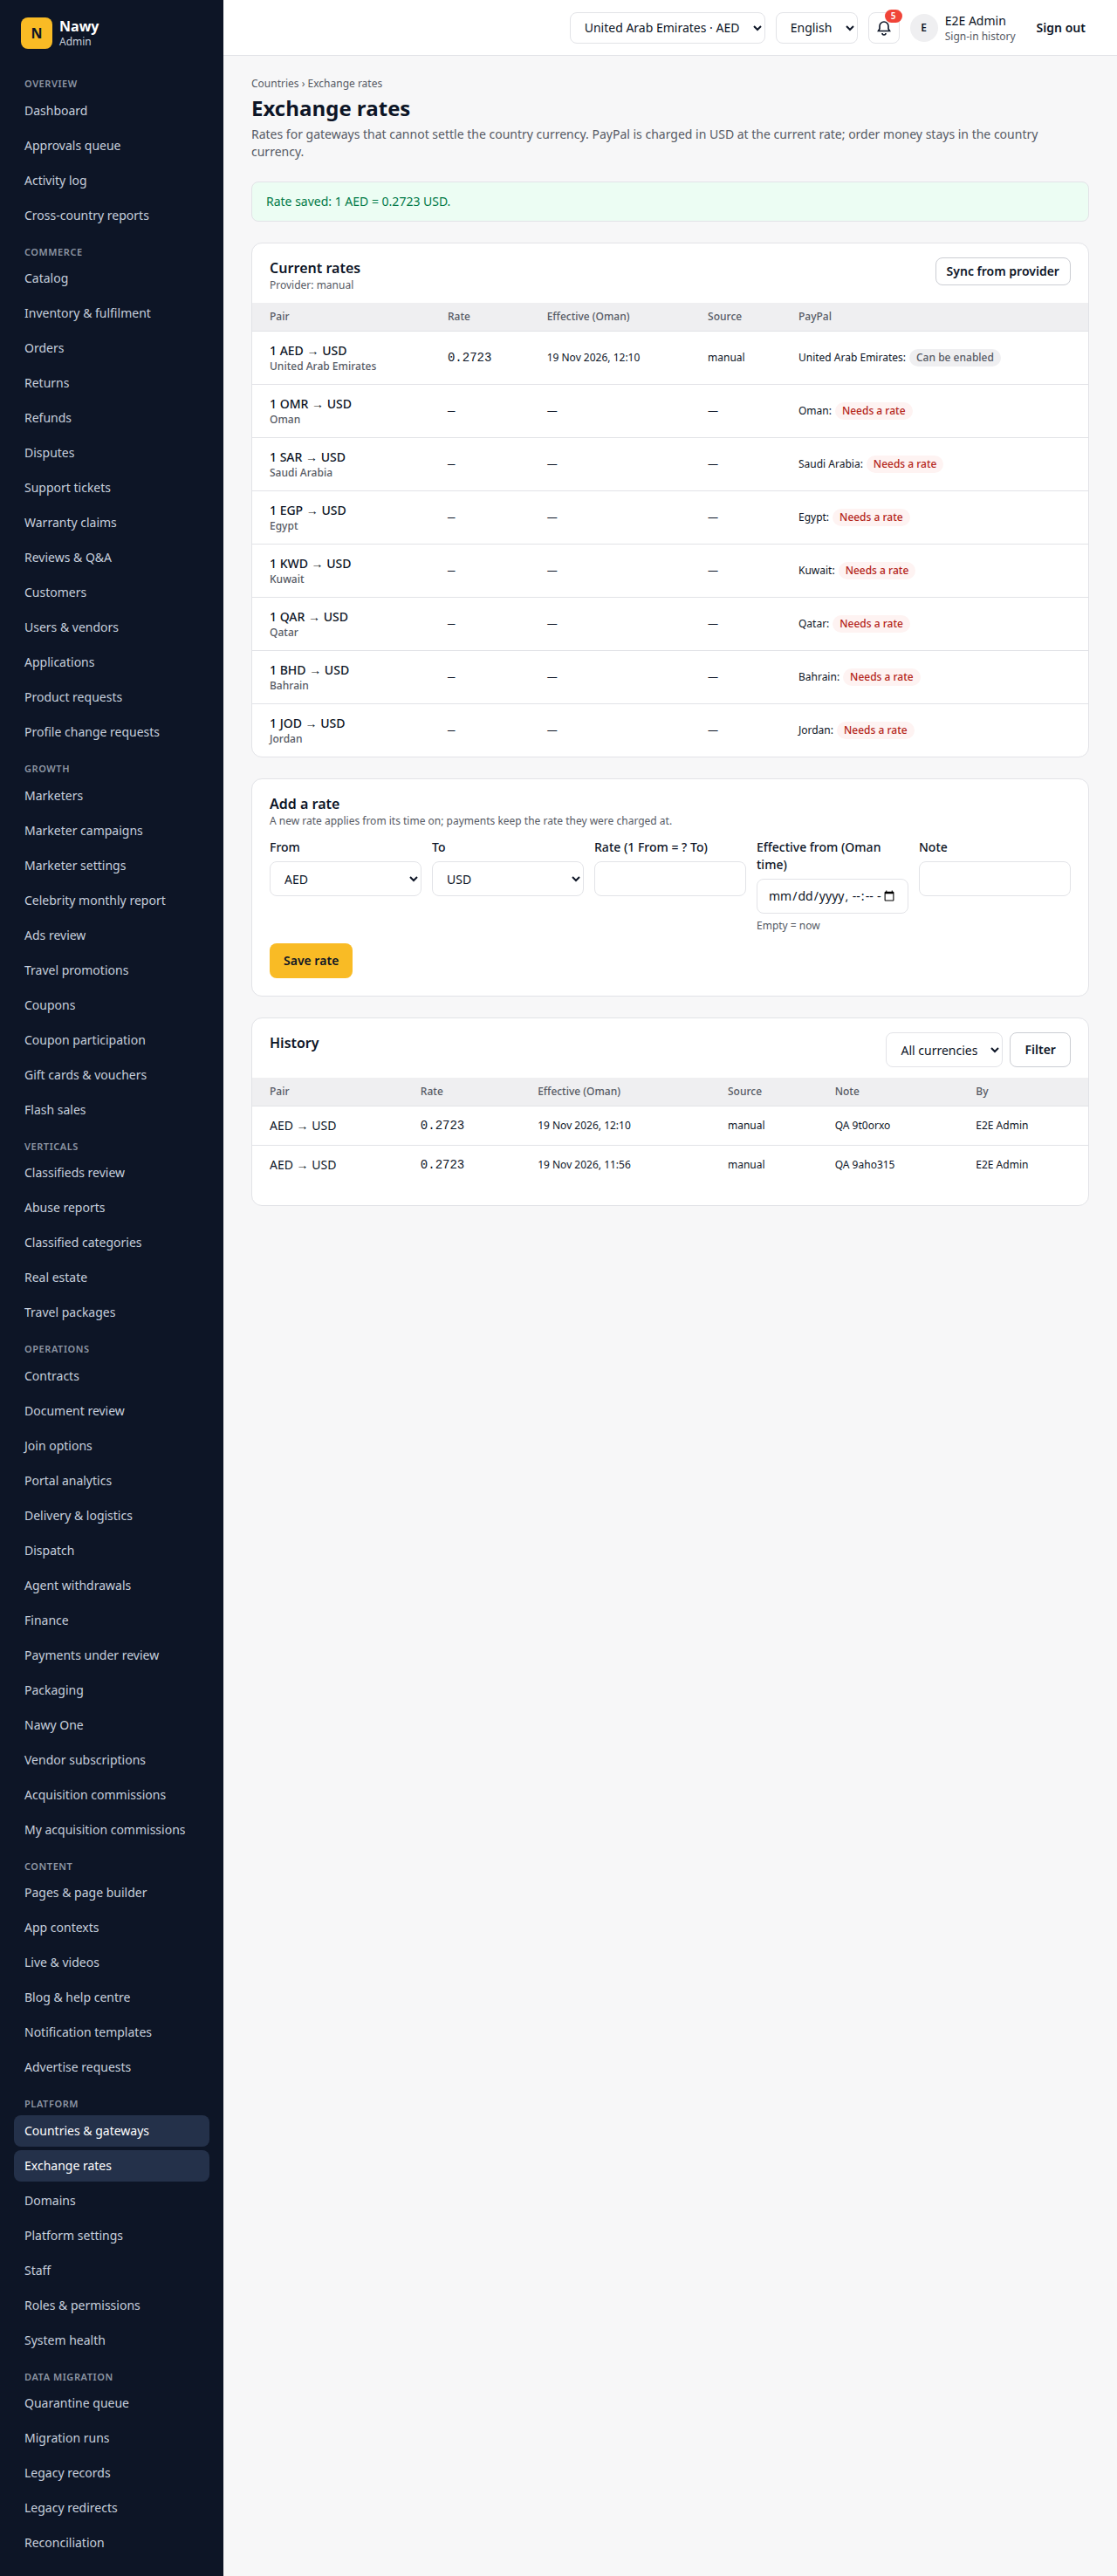 N
Nawy
Admin
OVERVIEW
Dashboard
Approvals queue
Activity log
Cross-country reports
COMMERCE
Catalog
Inventory & fulfilment
Orders
Returns
Refunds
Disputes
Support tickets
Warranty claims
Reviews & Q&A
Customers
Users & vendors
Applications
Product requests
Profile change requests
GROWTH
Marketers
Marketer campaigns
Marketer settings
Celebrity monthly report
Ads review
Travel promotions
Coupons
Coupon participation
Gift cards & vouchers
Flash sales
VERTICALS
Classifieds review
Abuse reports
Classified categories
Real estate
Travel packages
OPERATIONS
Contracts
Document review
Join options
Portal analytics
Delivery & logistics
Dispatch
Agent withdrawals
Finance
Payments under review
Packaging
Nawy One
Vendor subscriptions
Acquisition commissions
My acquisition commissions
CONTENT
Pages & page builder
App contexts
Live & videos
Blog & help centre
Notification templates
Advertise requests
PLATFORM
Countries & gateways
Exchange rates
Domains
Platform settings
Staff
Roles & permissions
System health
DATA MIGRATION
Quarantine queue
Migration runs
Legacy records
Legacy redirects
Reconciliation
United Arab Emirates · AED
English
5
E
E2E Admin
Sign-in history
Sign out
Countries › Exchange rates
Exchange rates
Rates for gateways that cannot settle the country currency. PayPal is charged in USD at the current rate; order money stays in the country
currency.
Rate saved: 1 AED = 0.2723 USD.
Current rates
Provider: manual
Sync from provider
Pair Rate Effective (Oman) Source PayPal
1 AED → USD 0.2723 19 Nov 2026, 12:10 manual United Arab Emirates: Can be enabled
United Arab Emirates
1 OMR → USD — — — Oman: Needs a rate
Oman
1 SAR → USD — — — Saudi Arabia: Needs a rate
Saudi Arabia
1 EGP → USD — — — Egypt: Needs a rate
Egypt
1 KWD → USD — — — Kuwait: Needs a rate
Kuwait
1 QAR → USD — — — Qatar: Needs a rate
Qatar
1 BHD → USD — — — Bahrain: Needs a rate
Bahrain
1 JOD → USD — — — Jordan: Needs a rate
Jordan
Add a rate
A new rate applies from its time on; payments keep the rate they were charged at.
From
AED
To
USD
Rate (1 From = ? To)
Effective from (Oman
time)
mm/dd/yyyy, --:-- -
Empty = now
Note
Save rate
History
All currencies
Filter
Pair Rate Effective (Oman) Source Note By
AED → USD 0.2723 19 Nov 2026, 12:10 manual QA 9t0orxo E2E Admin
AED → USD 0.2723 19 Nov 2026, 11:56 manual QA 9aho315 E2E Admin